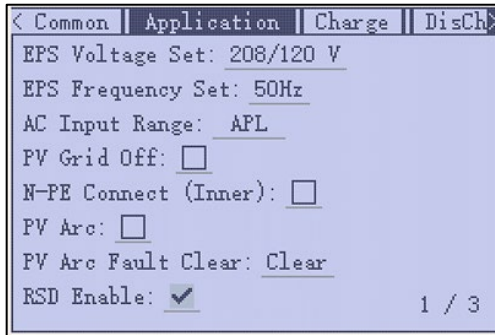 < Common Application Charge DisCh
EPS Voltage Set: 208/120 V
EPS Frequency Set: 50Hz
AC Input Range: APL
PV Grid Off:
N-PE Connect (Inner):
PV Arc:
PV Arc Fault Clear: Clear
RSD Enable: ✓
1 / 3